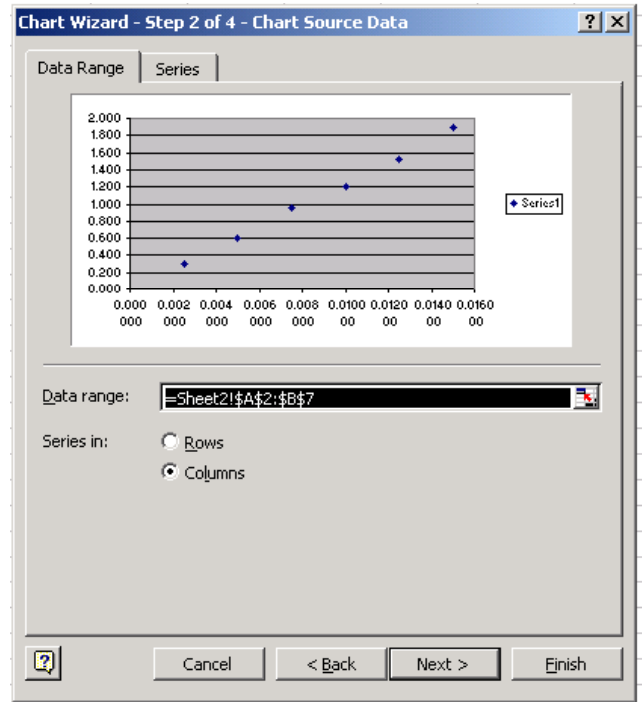 Chart Wizard - Step 2 of 4 - Chart Source Data
Data Range
Series
2.000
1.800
1.600
1.400
1.200
1.000
0.800
0.600
0.400
0.200
0.000
0.000 0.002 0.004 0.006 0.008 0.0100 0.0120 0.0140 0.0160
000 000 000 000 000 00 00 00 00
Series1
Data range: =Sheet2!$A$2:$B$7
Series in: Rows
Columns
Cancel < Back Next > Finish